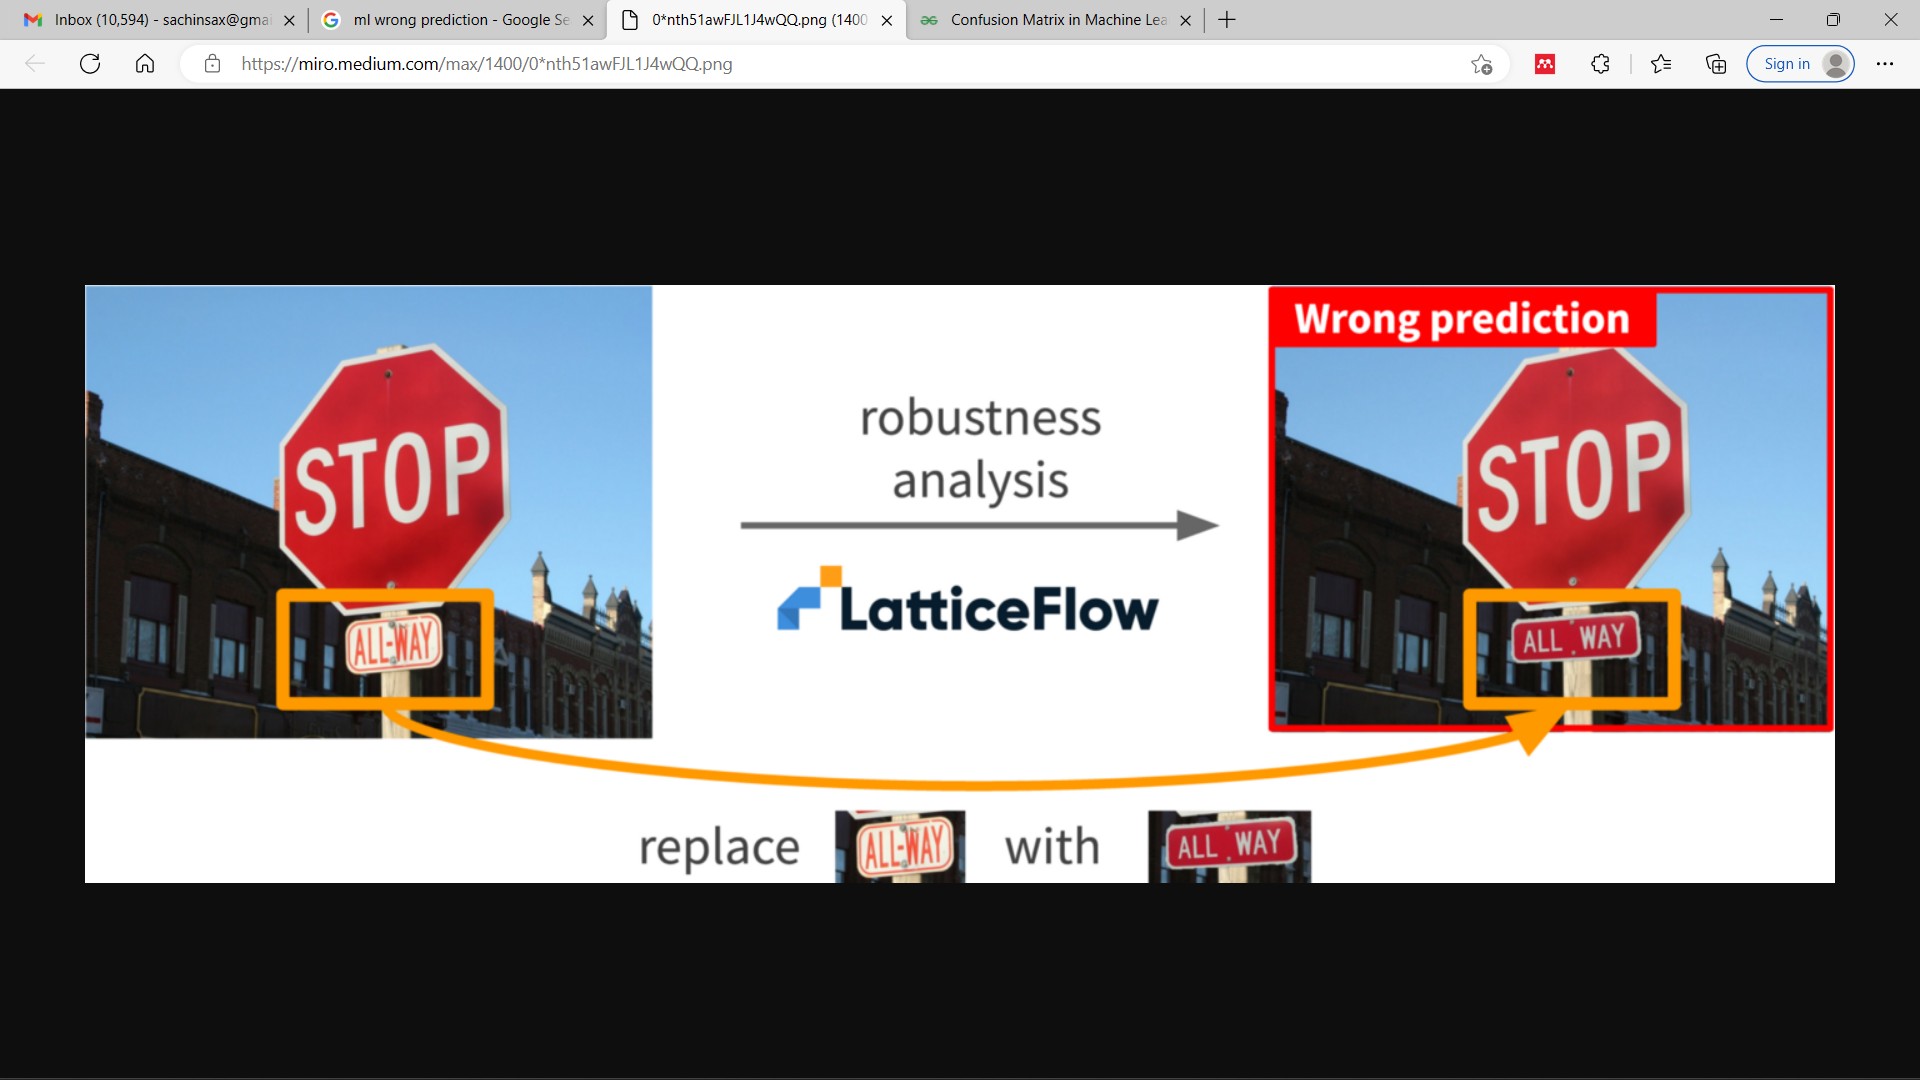 Inbox (10,594) - sachinsax@gmai
ml wrong prediction - Google Se
0*nth51awFJL1J4wQQ.png (1400
Confusion Matrix in Machine Lea
https://miro.medium.com/max/1400/0*nth51awFJL1J4wQQ.png
Sign in
STOP
ALL-WAY
robustness
analysis
LatticeFlow
Wrong prediction
STOP
ALL WAY
replace
ALL-WAY
with
ALL WAY